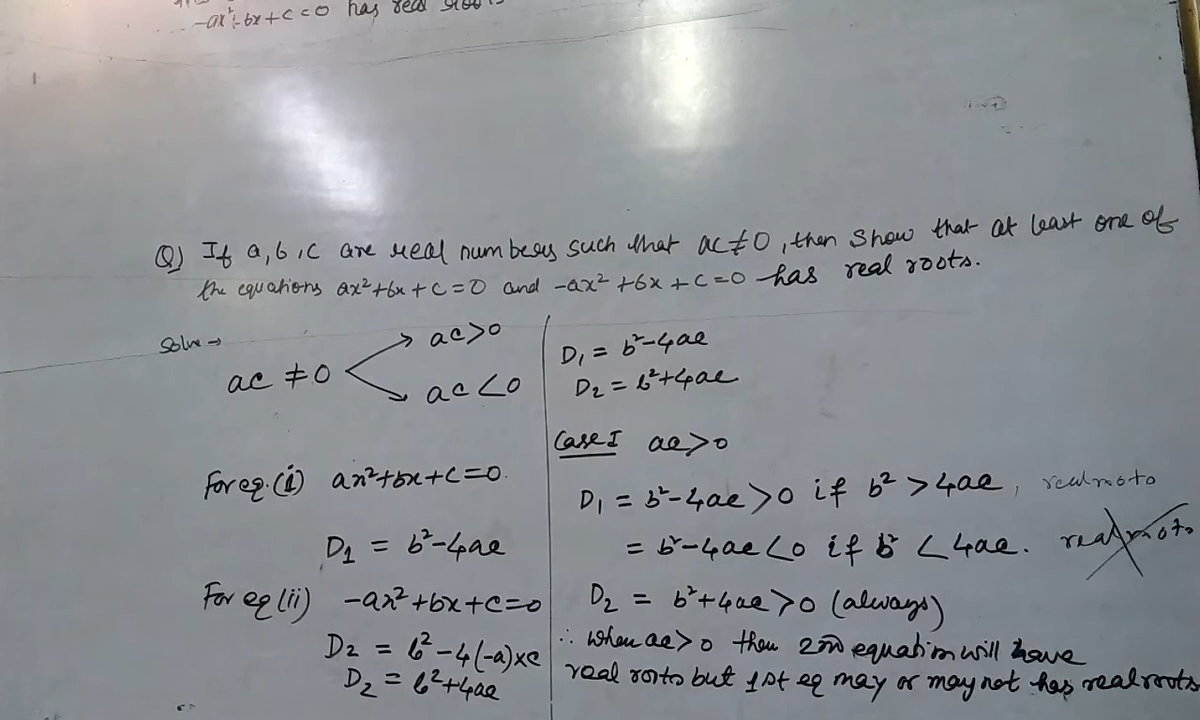 -ax²+bx+c=0 has real roots
Q) If a,b,c are real numbers such that ac≠0, then show that at least one of
the equations ax²+bx+c=0 and -ax²+bx+c=0 has real roots.
Solve→
ac≠0
ac>0
ac<0
For eq.(i) ax²+bx+c=0.
D₁ = b²-4ac
For eq(ii) -ax²+bx+c=0
D₂ = b²-4(-a)×c
D₂ = b²+4ac
D₁ = b²-4ac
D₂ = b²+4ac
Case I ac>0
D₁ = b²-4ac>0 if b²>4ac, real roots
= b²-4ac<0 if b²<4ac. real roots
D₂ = b²+4ac>0 (always)
∴ when ac>0 then 2nd equation will have
real roots but 1st eq may or may not has real roots